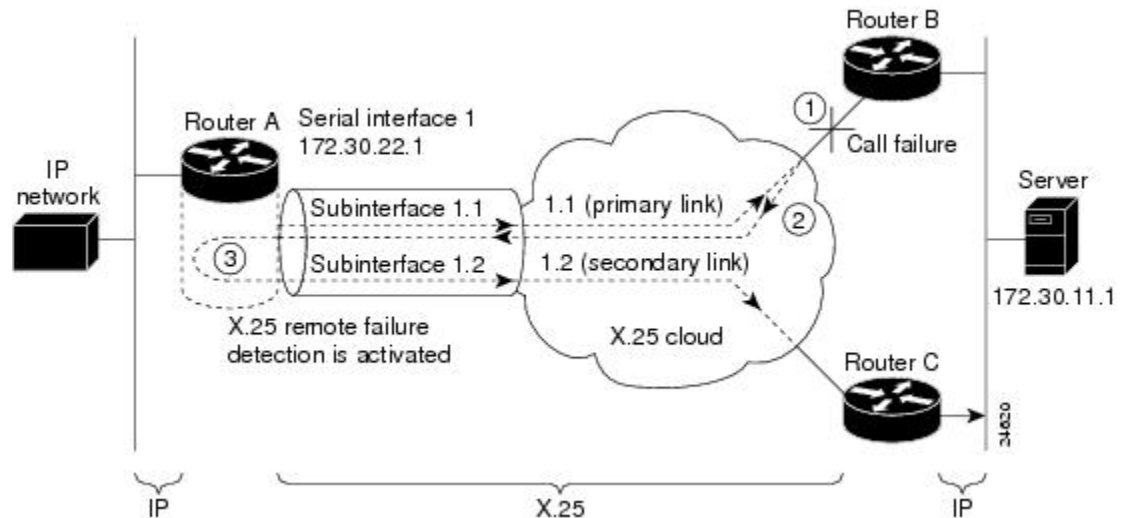 Router B
Router A
Serial interface 1
172.30.22.1
1
Call failure
IP
network
Server
Subinterface 1.1
1.1 (primary link)
2
3
Subinterface 1.2
1.2 (secondary link)
172.30.11.1
X.25 remote failure
detection is activated
X.25 cloud
Router C
24620
IP
X.25
IP